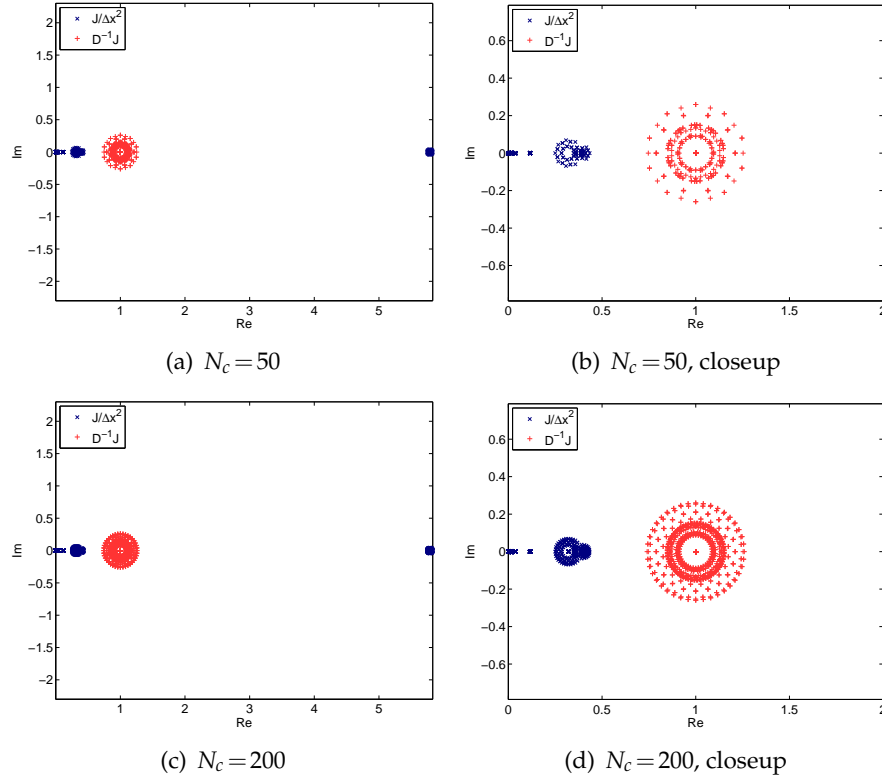 2
1.5
1
0.5
0
−0.5
−1
−1.5
−2
Im
J/Δx²
D⁻¹J
1 2 3 4 5
Re
(a) N_c = 50
0.6
0.4
0.2
0
−0.2
−0.4
−0.6
Im
J/Δx²
D⁻¹J
0 0.5 1 1.5 2
Re
(b) N_c = 50, closeup
2
1.5
1
0.5
0
−0.5
−1
−1.5
−2
Im
J/Δx²
D⁻¹J
1 2 3 4 5
Re
(c) N_c = 200
0.6
0.4
0.2
0
−0.2
−0.4
−0.6
Im
J/Δx²
D⁻¹J
0 0.5 1 1.5 2
Re
(d) N_c = 200, closeup